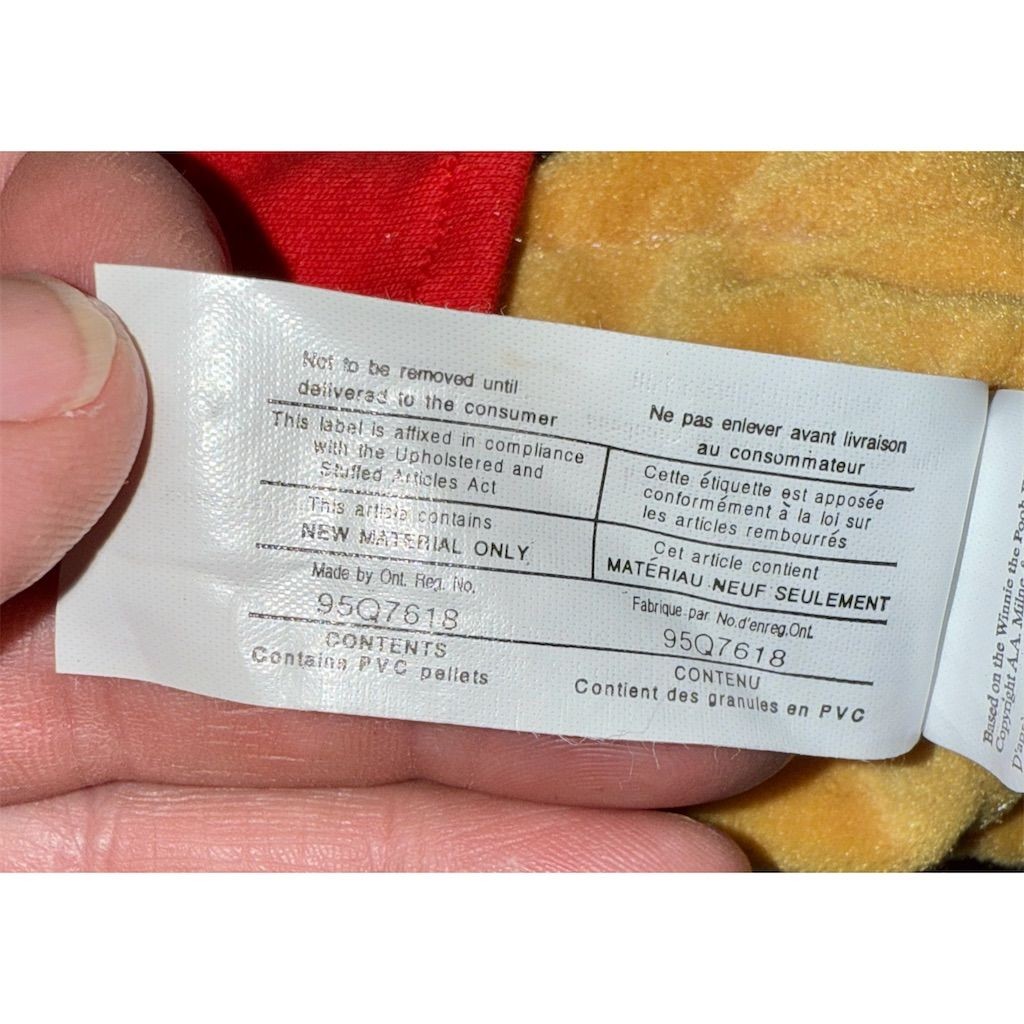 Not to be removed until
delivered to the consumer
This label is affixed in compliance
with the Upholstered and
Stuffed Articles Act
This article contains
NEW MATERIAL ONLY
Made by Ont. Reg. No.
95Q7618
CONTENTS
Contains PVC pellets
Ne pas enlever avant livraison
au consommateur
Cette étiquette est apposée
conformément à la loi sur
les articles rembourrés
Cet article contient
MATÉRIAU NEUF SEULEMENT
Fabrique par No.d'enreg.Ont.
95Q7618
CONTENU
Contient des granules en PVC
Based on the Winnie the Pooh
Copyright A.A. Milne